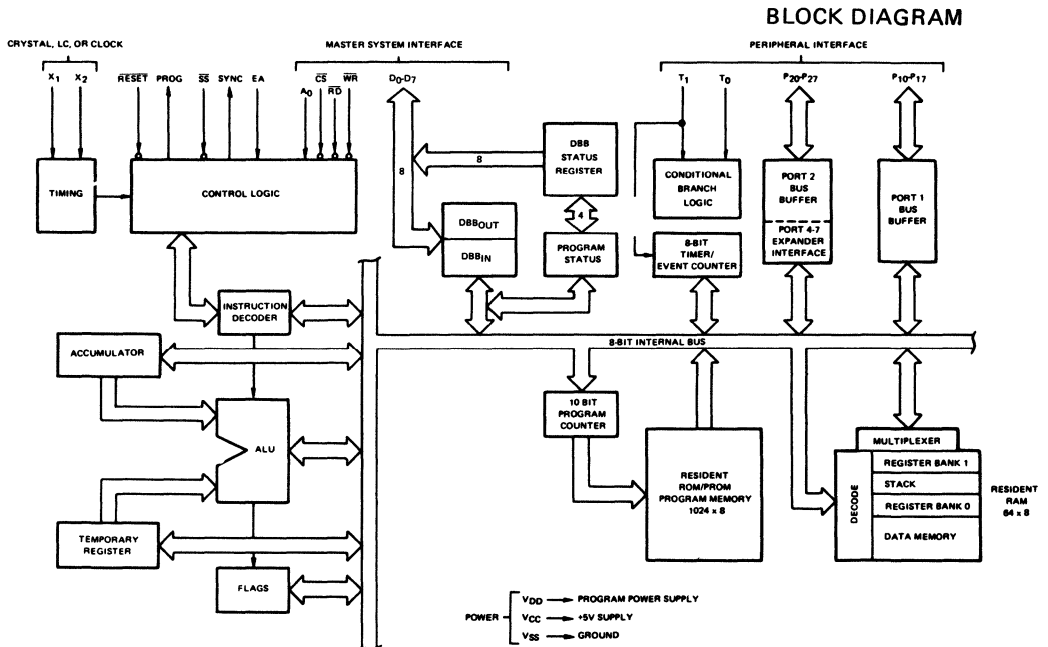 BLOCK DIAGRAM
CRYSTAL, LC, OR CLOCK
MASTER SYSTEM INTERFACE
PERIPHERAL INTERFACE
X1 X2
RESET PROG SS SYNC EA
A0 CS RD WR
D0-D7
T1 T0
P20-P27
P10-P17
TIMING
CONTROL LOGIC
8
8
DBB
STATUS
REGISTER
4
DBBOUT
DBBIN
PROGRAM
STATUS
CONDITIONAL
BRANCH
LOGIC
8-BIT
TIMER/
EVENT COUNTER
PORT 2
BUS
BUFFER
PORT 4-7
EXPANDER
INTERFACE
PORT 1
BUS
BUFFER
INSTRUCTION
DECODER
8-BIT INTERNAL BUS
ACCUMULATOR
ALU
TEMPORARY
REGISTER
FLAGS
10 BIT
PROGRAM
COUNTER
RESIDENT
ROM/PROM
PROGRAM MEMORY
1024 x 8
MULTIPLEXER
DECODE
REGISTER BANK 1
STACK
REGISTER BANK 0
DATA MEMORY
RESIDENT
RAM
64 x 8
POWER
VDD PROGRAM POWER SUPPLY
VCC +5V SUPPLY
VSS GROUND